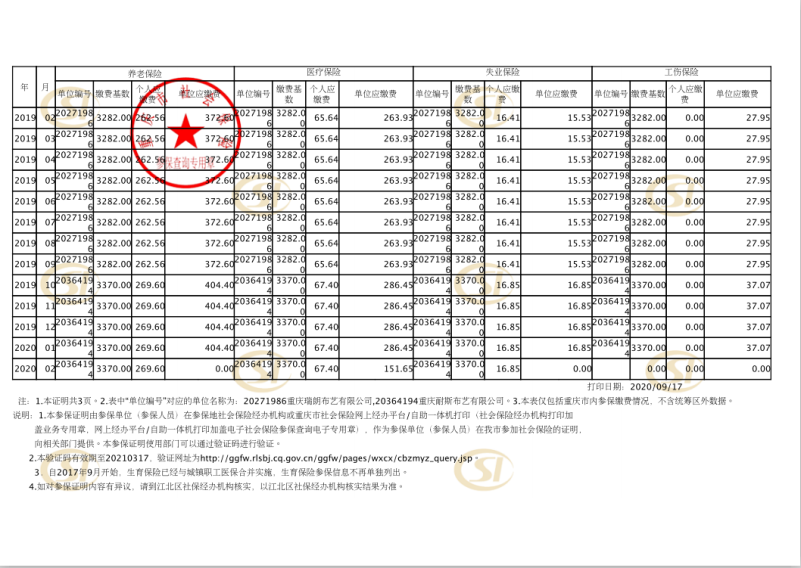 年 月 养老保险 医疗保险 失业保险 工伤保险
单位编号 缴费基数 个人应缴费 单位应缴费 单位编号 缴费基数 个人应缴费 单位应缴费 单位编号 缴费基数 个人应缴费 单位应缴费 单位编号 缴费基数 个人应缴费 单位应缴费
2019 02 20271986 3282.00 262.56 372.60 20271986 3282.00 65.64 263.93 20271986 3282.00 16.41 15.53 20271986 3282.00 0.00 27.95
2019 03 20271986 3282.00 262.56 372.60 20271986 3282.00 65.64 263.93 20271986 3282.00 16.41 15.53 20271986 3282.00 0.00 27.95
2019 04 20271986 3282.00 262.56 372.60 20271986 3282.00 65.64 263.93 20271986 3282.00 16.41 15.53 20271986 3282.00 0.00 27.95
2019 05 20271986 3282.00 262.56 372.60 20271986 3282.00 65.64 263.93 20271986 3282.00 16.41 15.53 20271986 3282.00 0.00 27.95
2019 06 20271986 3282.00 262.56 372.60 20271986 3282.00 65.64 263.93 20271986 3282.00 16.41 15.53 20271986 3282.00 0.00 27.95
2019 07 20271986 3282.00 262.56 372.60 20271986 3282.00 65.64 263.93 20271986 3282.00 16.41 15.53 20271986 3282.00 0.00 27.95
2019 08 20271986 3282.00 262.56 372.60 20271986 3282.00 65.64 263.93 20271986 3282.00 16.41 15.53 20271986 3282.00 0.00 27.95
2019 09 20271986 3282.00 262.56 372.60 20271986 3282.00 65.64 263.93 20271986 3282.00 16.41 15.53 20271986 3282.00 0.00 27.95
2019 10 20364194 3370.00 269.60 404.40 20364194 3370.00 67.40 286.45 20364194 3370.00 16.85 16.85 20364194 3370.00 0.00 37.07
2019 11 20364194 3370.00 269.60 404.40 20364194 3370.00 67.40 286.45 20364194 3370.00 16.85 16.85 20364194 3370.00 0.00 37.07
2019 12 20364194 3370.00 269.60 404.40 20364194 3370.00 67.40 286.45 20364194 3370.00 16.85 16.85 20364194 3370.00 0.00 37.07
2020 01 20364194 3370.00 269.60 404.40 20364194 3370.00 67.40 286.45 20364194 3370.00 16.85 16.85 20364194 3370.00 0.00 37.07
2020 02 20364194 3370.00 269.60 0.00 20364194 3370.00 67.40 151.65 20364194 3370.00 16.85 0.00 0.00 0.00
参保查询专用章
打印日期：2020/09/17
注：1.本证明共3页。2.表中“单位编号”对应的单位名称为：20271986重庆瑞朗布艺有限公司,20364194重庆耐斯布艺有限公司。3.本表仅包括重庆市内参保缴费情况，不含统筹区外数据。
说明：1.本参保证明由参保单位（参保人员）在参保地社会保险经办机构或重庆市社会保险网上经办平台/自助一体机打印（社会保险经办机构打印加
盖业务专用章，网上经办平台/自助一体机打印加盖电子社会保险参保查询电子专用章），作为参保单位（参保人员）在我市参加社会保险的证明，
向相关部门提供。本参保证明使用部门可以通过验证码进行验证。
2.本验证码有效期至20210317，验证网址为http://ggfw.rlsbj.cq.gov.cn/ggfw/pages/wxcx/cbzmyz_query.jsp。
3．自2017年9月开始，生育保险已经与城镇职工医保合并实施，生育保险参保信息不再单独列出。
4.如对参保证明内容有异议，请到江北区社保经办机构核实，以江北区社保经办机构核实结果为准。